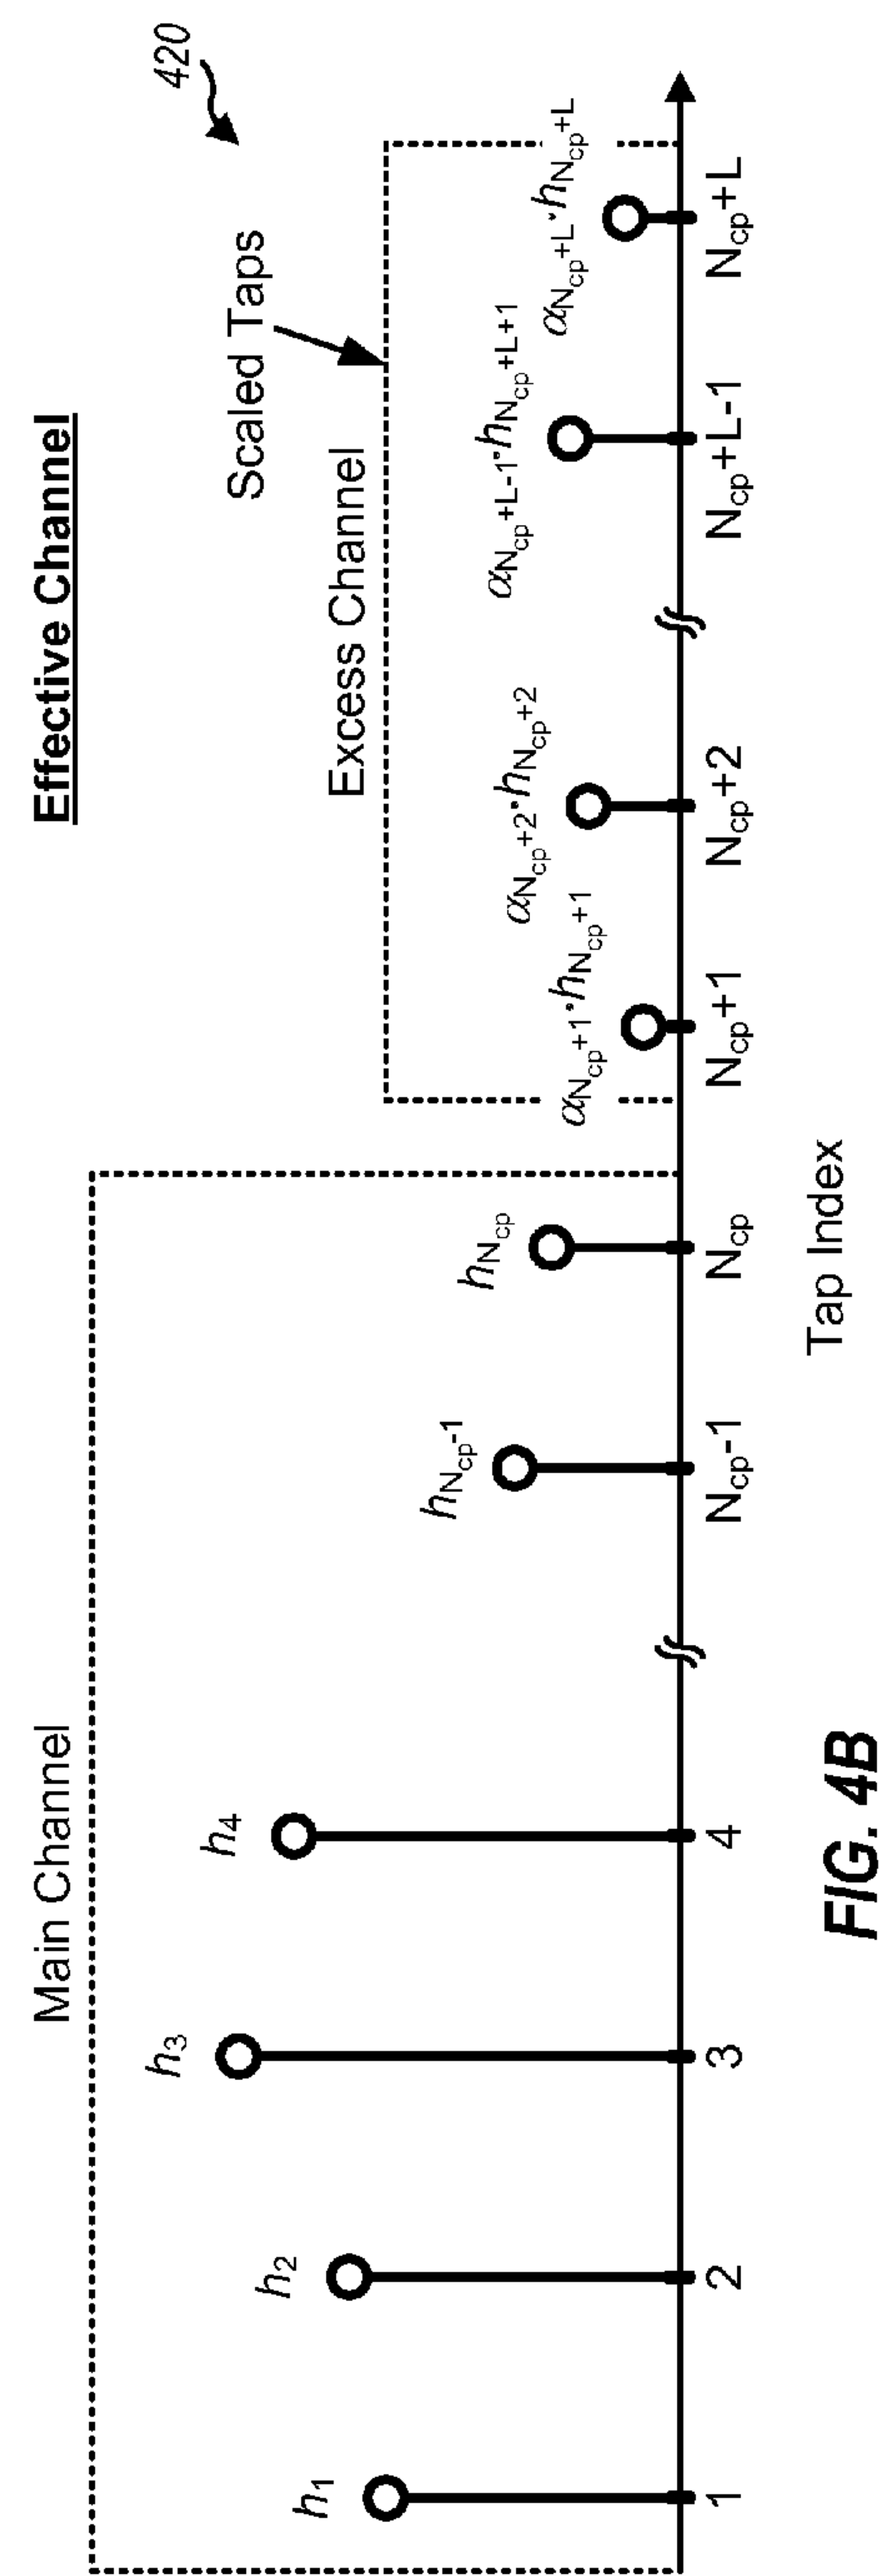 Effective Channel
420
Main Channel
Scaled Taps
Excess Channel
h1
h2
h3
h4
hNcp-1
hNcp
αNcp+1·hNcp+1
αNcp+2·hNcp+2
αNcp+L-1·hNcp+L+1
αNcp+L·hNcp+L
1
2
3
4
Ncp-1
Ncp
Ncp+1
Ncp+2
Ncp+L-1
Ncp+L
Tap Index
FIG. 4B